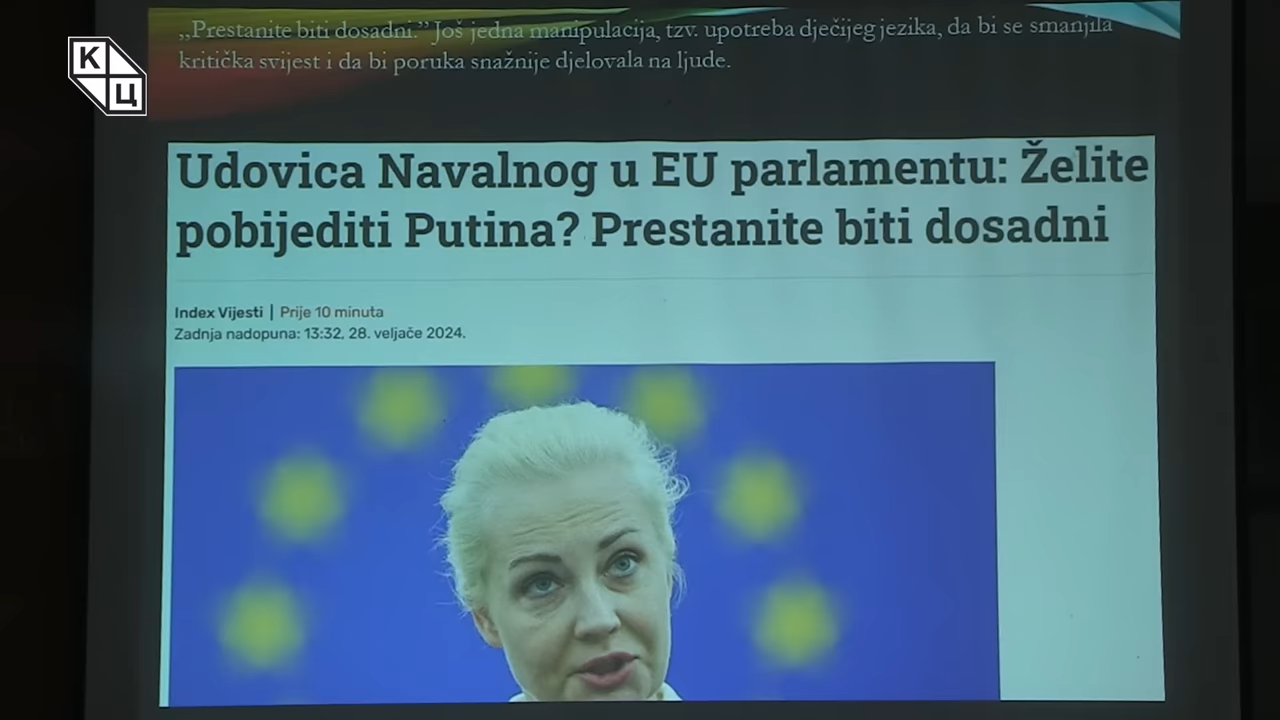 К
Ц
„Prestanite biti dosadni.” Još jedna manipulacija, tzv. upotreba dječijeg jezika, da bi se smanjila
kritička svijest i da bi poruka snažnije djelovala na ljude.
Udovica Navalnog u EU parlamentu: Želite
pobijediti Putina? Prestanite biti dosadni
Index Vijesti | Prije 10 minuta
Zadnja nadopuna: 13:32, 28. veljače 2024.